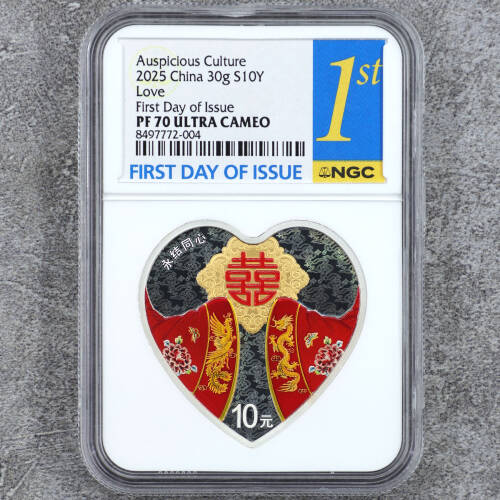 Auspicious Culture
2025 China 30g S10Y
Love
First Day of Issue
PF 70 ULTRA CAMEO
8497772-004
FIRST DAY OF ISSUE
1st
NGC
永结同心
囍
10元